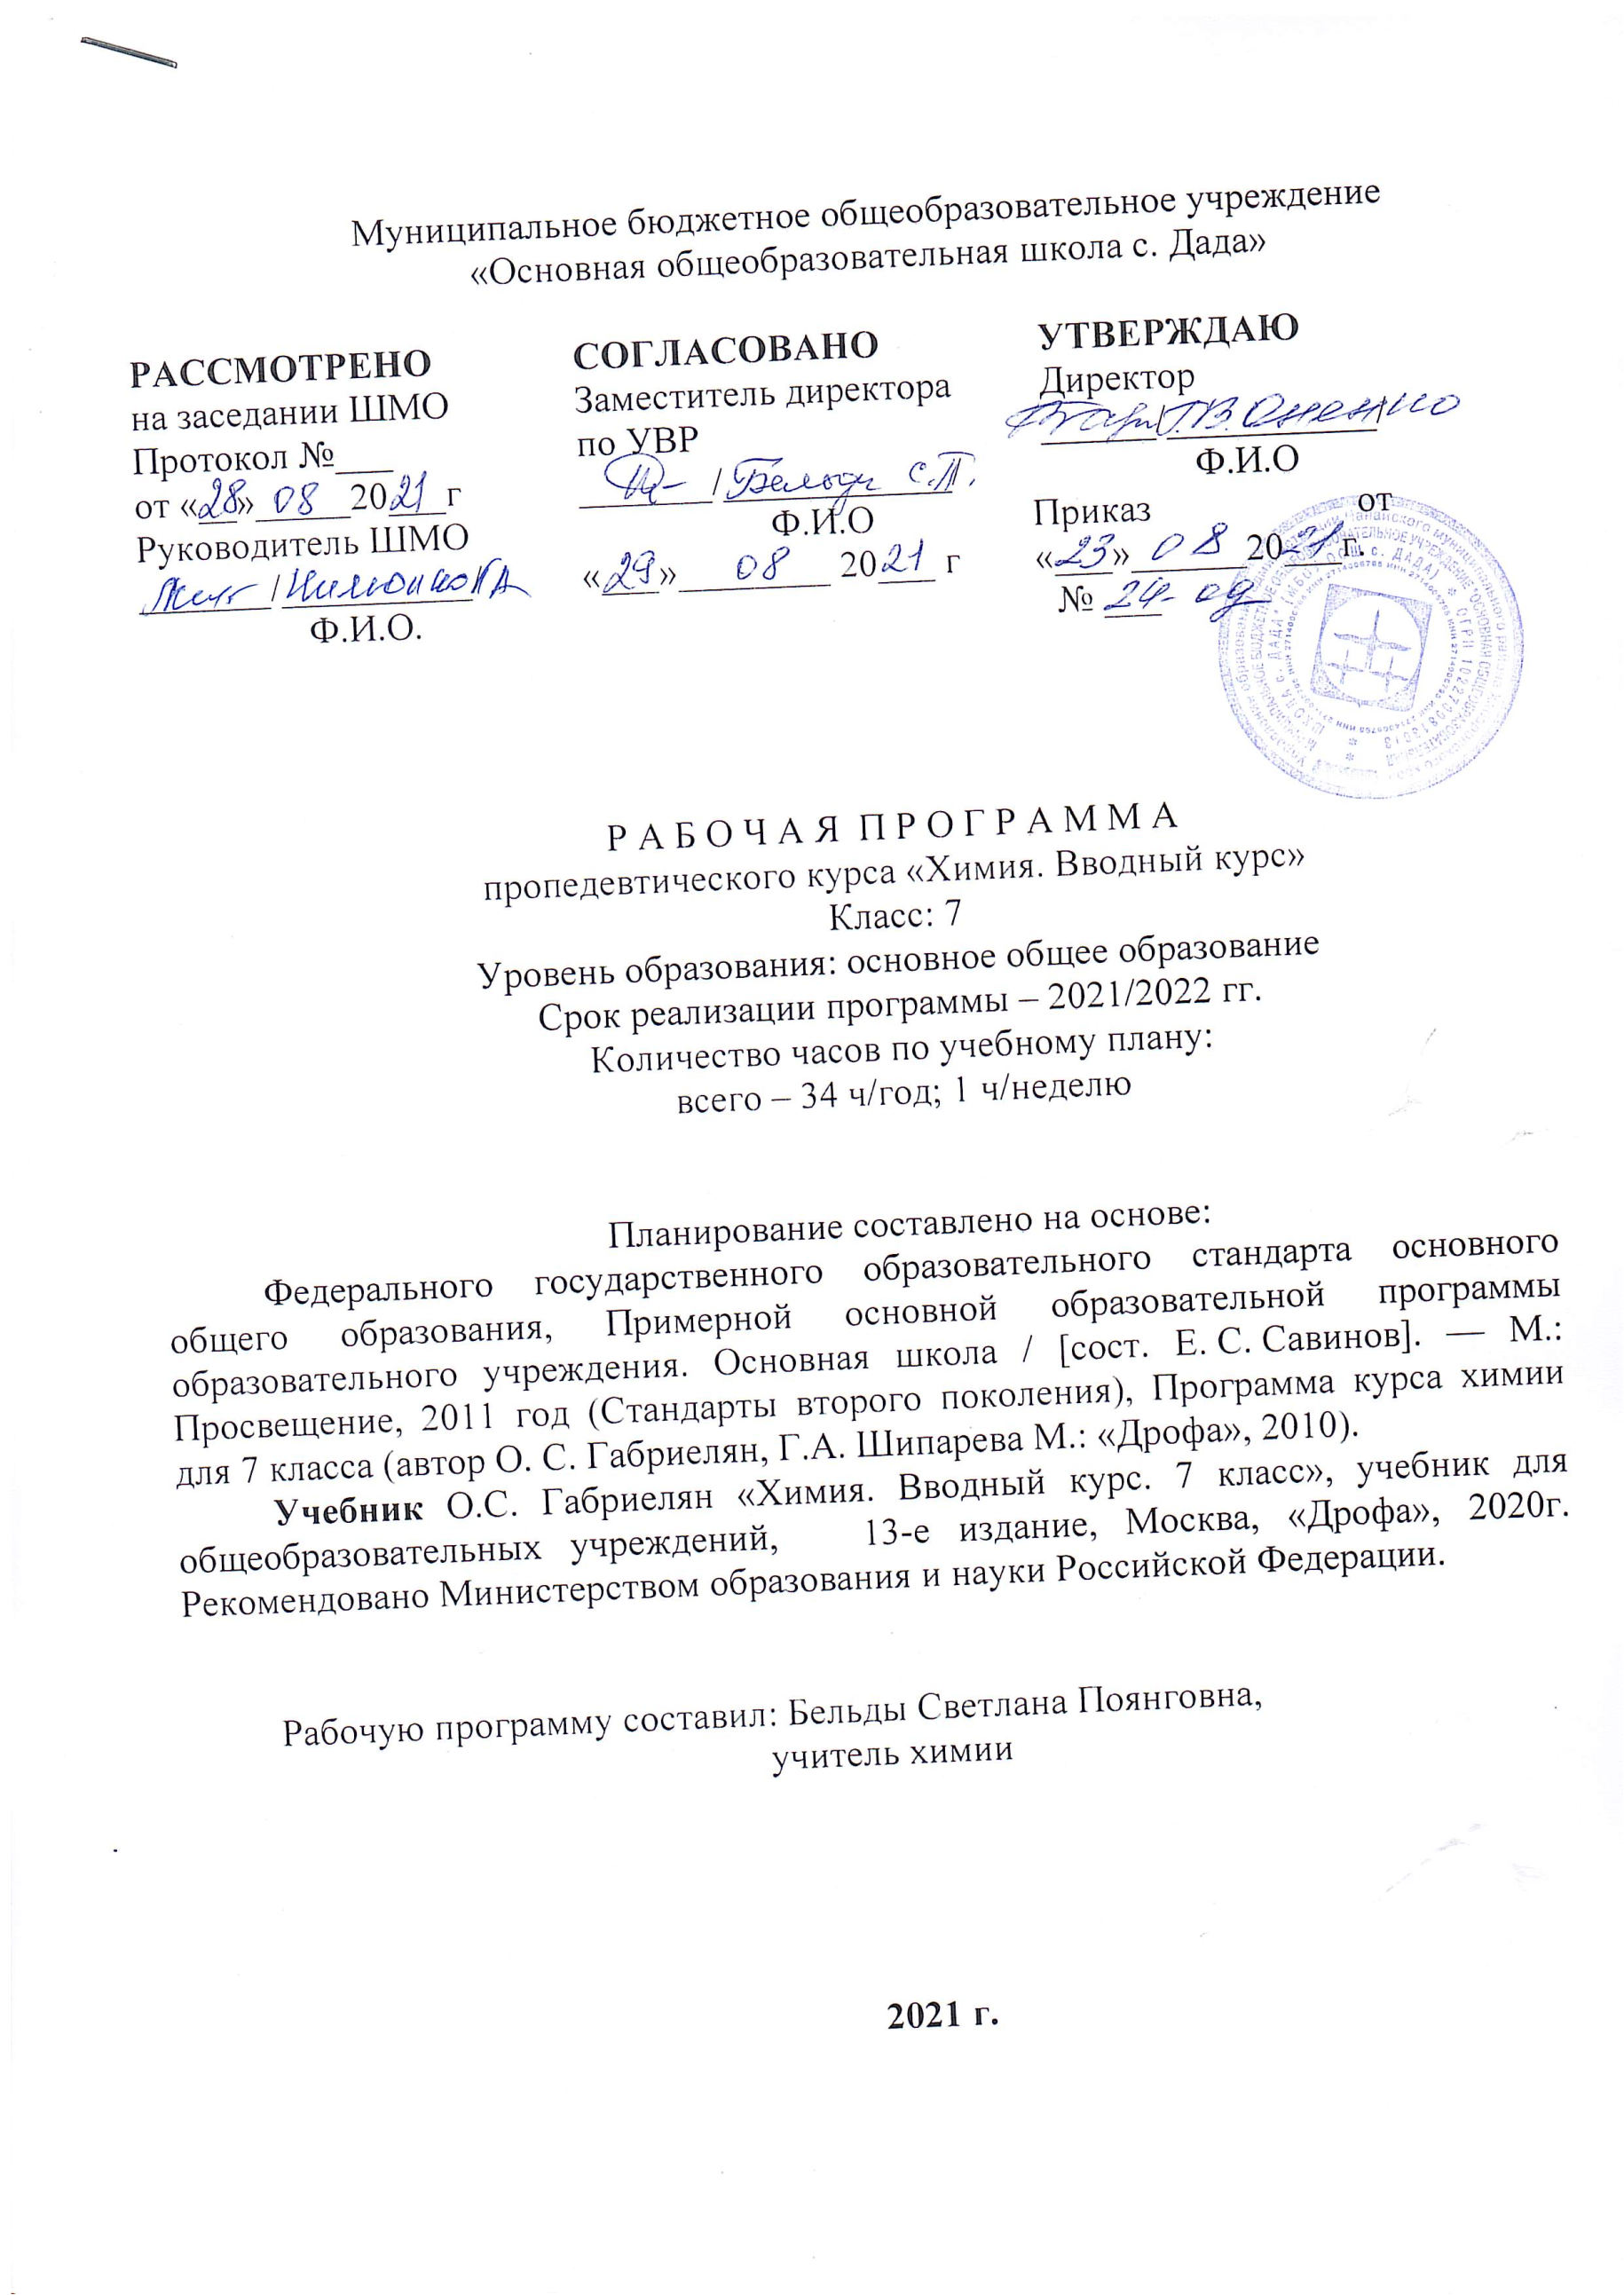 Муниципальное бюджетное общеобразовательное учреждение
«Основная общеобразовательная школа с. Дада»
РАССМОТРЕНО
на заседании ШМО
Протокол №___
от «28» 08 2021 г
Руководитель ШМО
/
Ф.И.О.
СОГЛАСОВАНО
Заместитель директора
по УВР
/ Бельды С.П.
Ф.И.О
«29» 08 2021 г
УТВЕРЖДАЮ
Директор
/ Г.В. Оненко
Ф.И.О
Приказ от
«23» 08 2021 г.
№ 24- од
Р А Б О Ч А Я П Р О Г Р А М М А
пропедевтического курса «Химия. Вводный курс»
Класс: 7
Уровень образования: основное общее образование
Срок реализации программы – 2021/2022 гг.
Количество часов по учебному плану:
всего – 34 ч/год; 1 ч/неделю
Планирование составлено на основе:
Федерального государственного образовательного стандарта основного
общего образования, Примерной основной образовательной программы
образовательного учреждения. Основная школа / [сост. Е. С. Савинов]. — М.:
Просвещение, 2011 год (Стандарты второго поколения), Программа курса химии
для 7 класса (автор О. С. Габриелян, Г.А. Шипарева М.: «Дрофа», 2010).
Учебник О.С. Габриелян «Химия. Вводный курс. 7 класс», учебник для
общеобразовательных учреждений, 13-е издание, Москва, «Дрофа», 2020г.
Рекомендовано Министерством образования и науки Российской Федерации.
Рабочую программу составил: Бельды Светлана Поянговна,
учитель химии
2021 г.